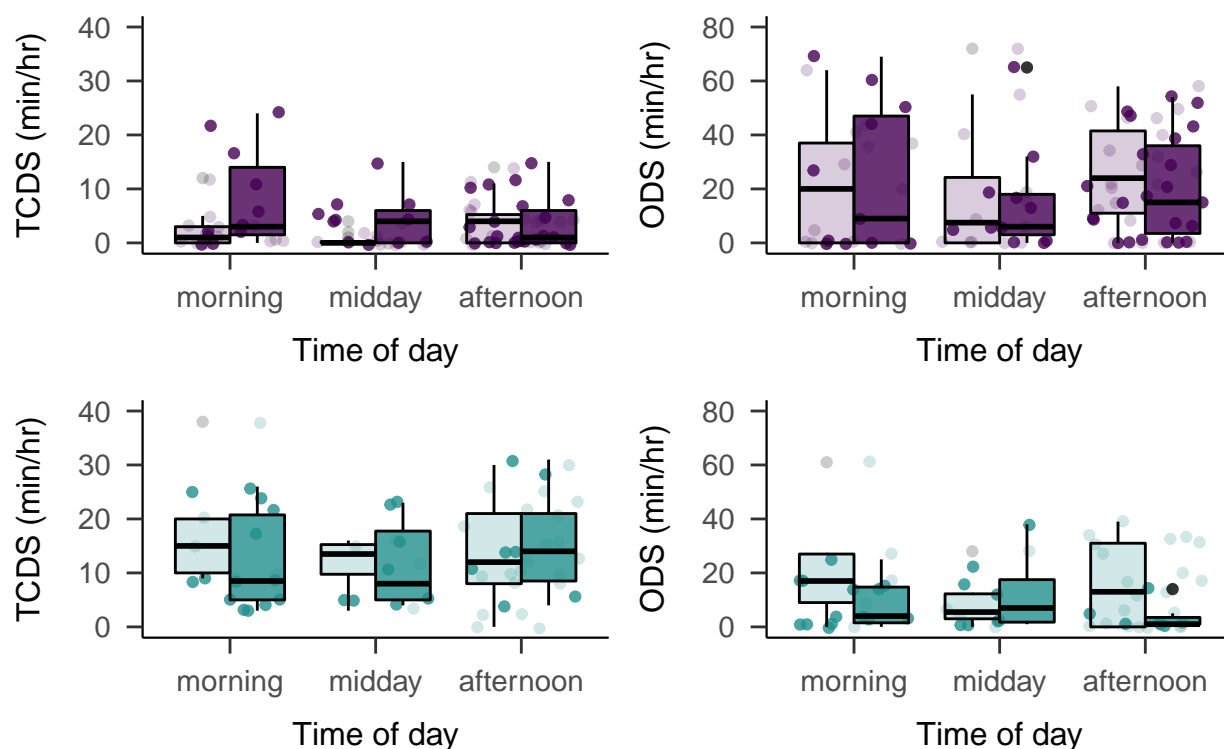 TCDS (min/hr)
40
30
20
10
0
morning midday afternoon
Time of day
ODS (min/hr)
80
60
40
20
0
morning midday afternoon
Time of day
TCDS (min/hr)
40
30
20
10
0
morning midday afternoon
Time of day
ODS (min/hr)
80
60
40
20
0
morning midday afternoon
Time of day